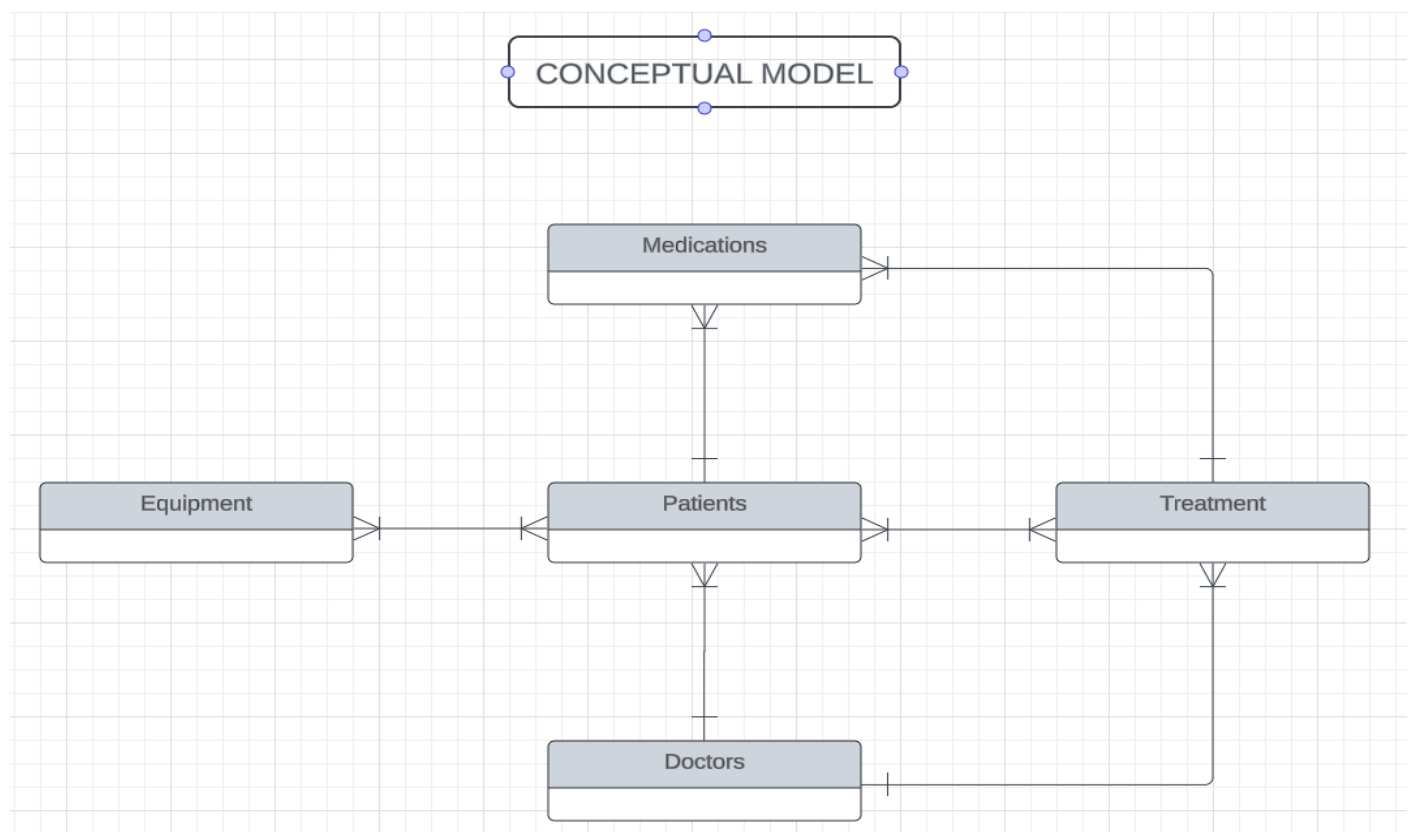 CONCEPTUAL MODEL
Medications
Equipment
Patients
Treatment
Doctors